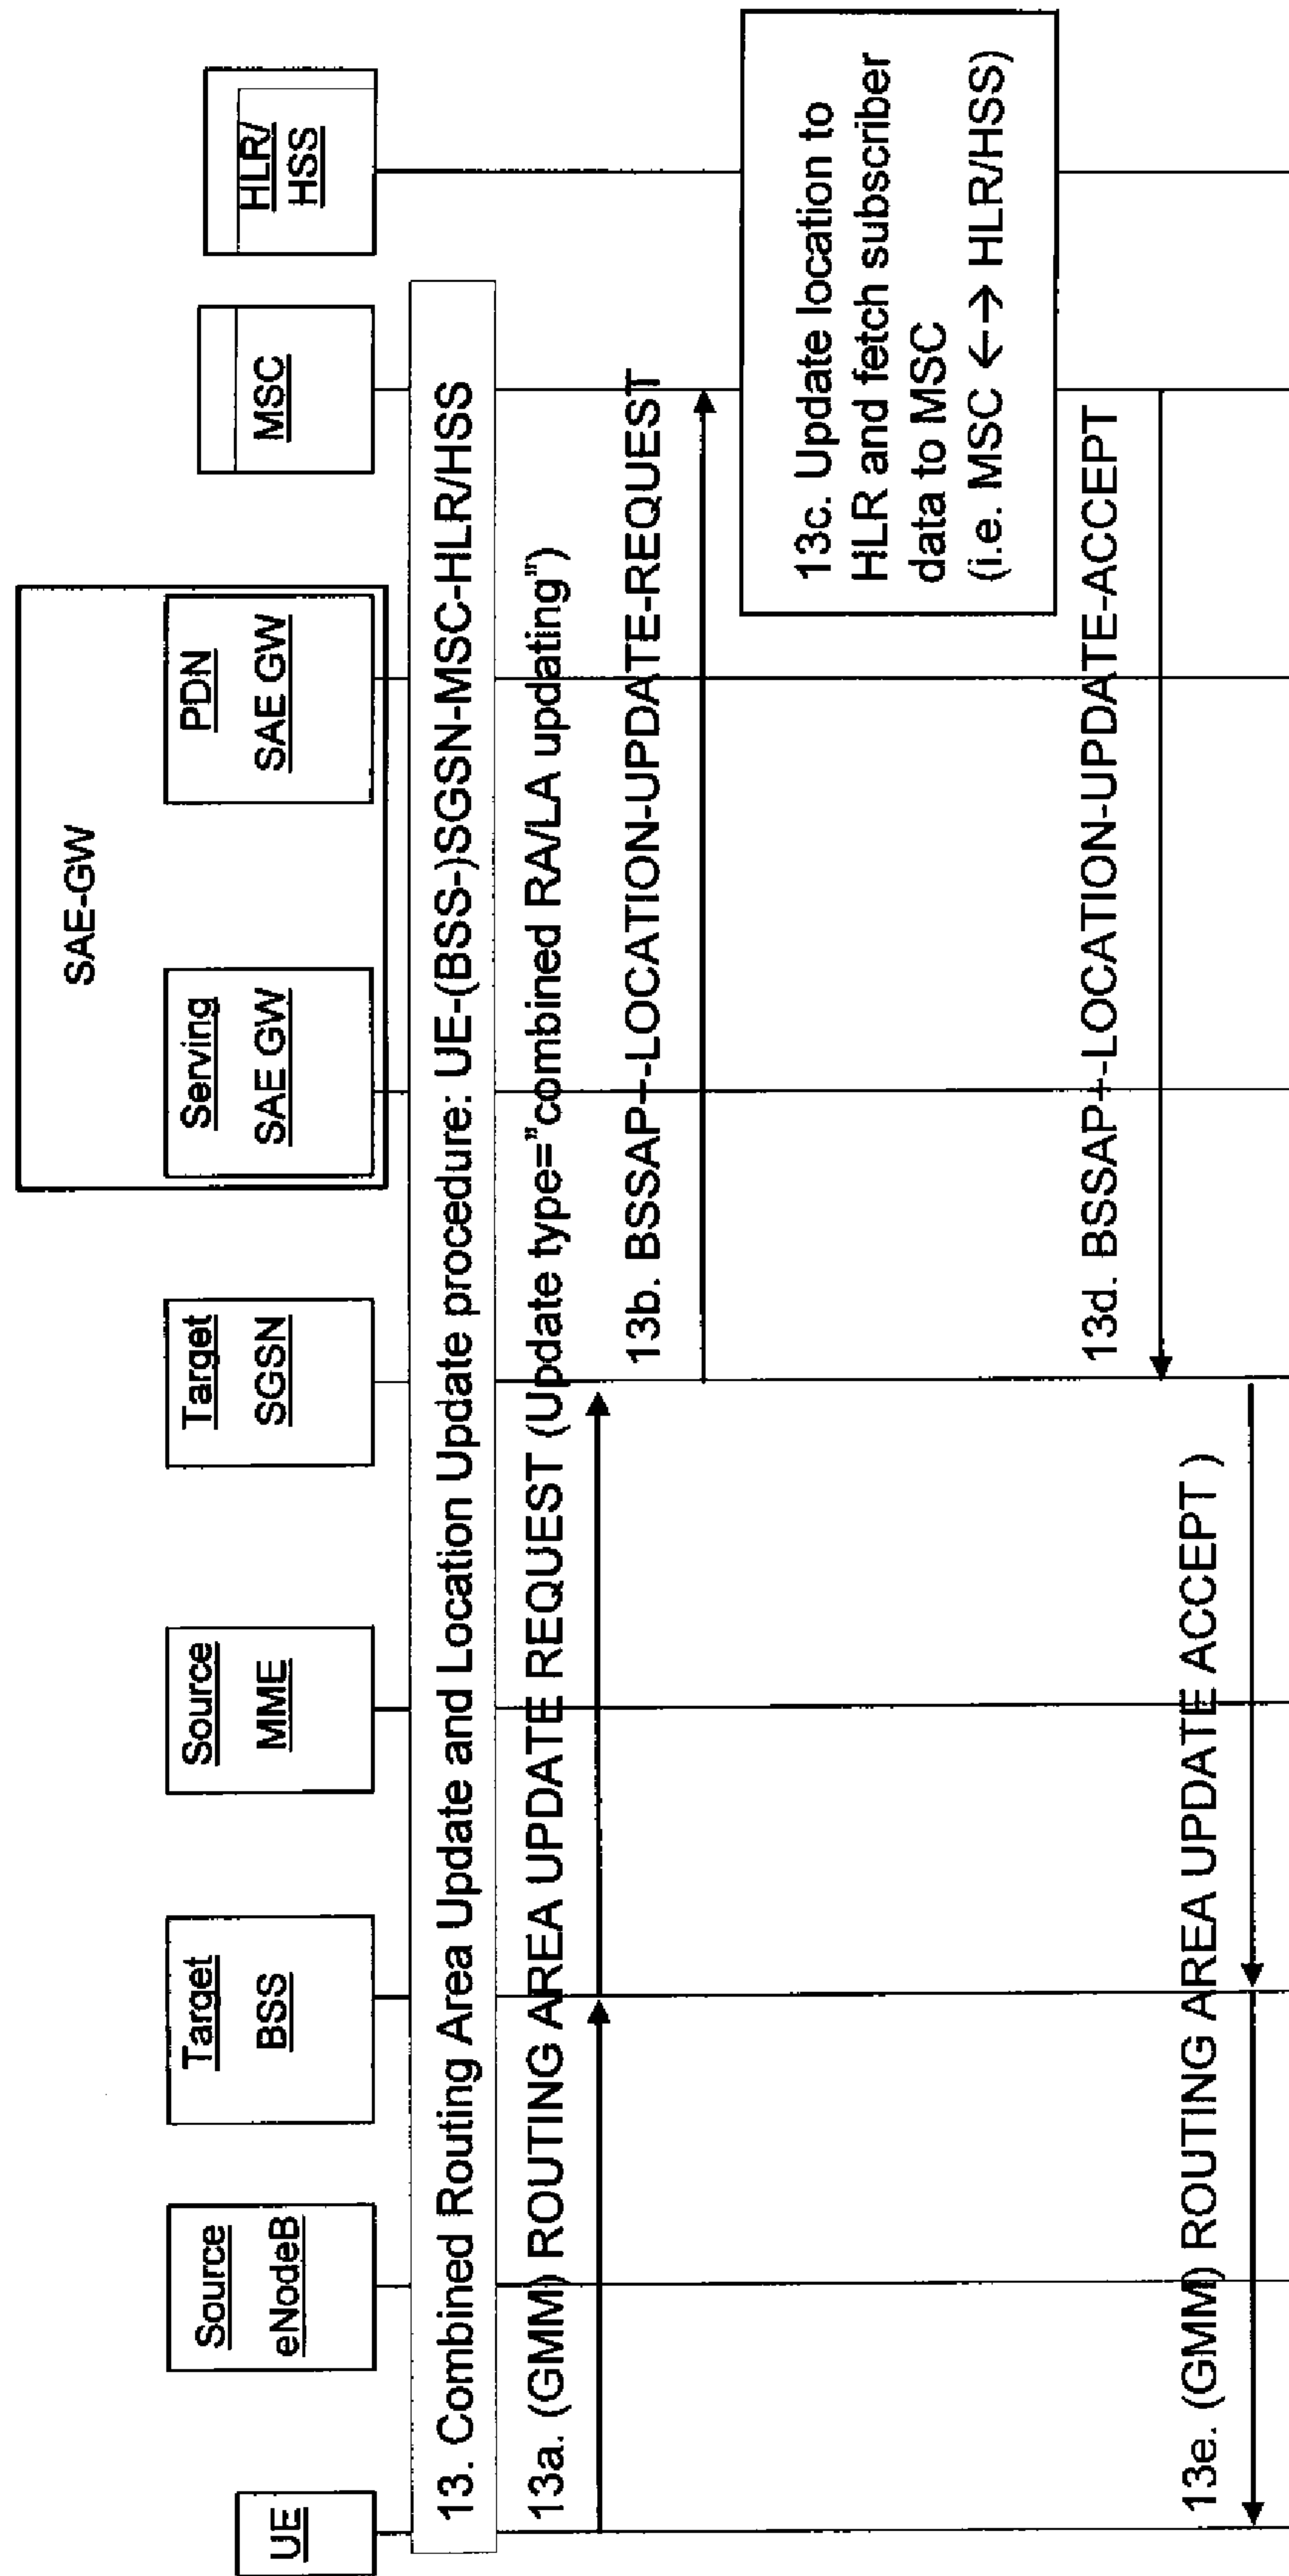 SAE-GW
UE
Source
eNodeB
Target
BSS
Source
MME
Target
SGSN
Serving
SAE GW
PDN
SAE GW
MSC
HLR/
HSS
13. Combined Routing Area Update and Location Update procedure: UE-(BSS-)SGSN-MSC-HLR/HSS
13a. (GMM) ROUTING AREA UPDATE REQUEST (Update type="combined RA/LA updating")
13b. BSSAP+-LOCATION-UPDATE-REQUEST
13c. Update location to
HLR and fetch subscriber
data to MSC
(i.e. MSC ←→ HLR/HSS)
13d. BSSAP+-LOCATION-UPDATE-ACCEPT
13e. (GMM) ROUTING AREA UPDATE ACCEPT )